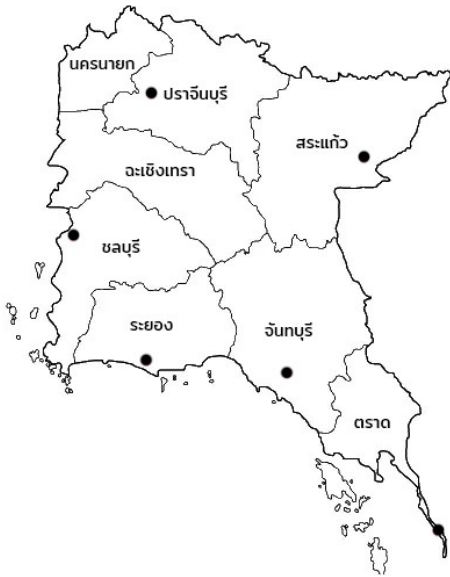 นครนายก
ปราจีนบุรี
สระแก้ว
ฉะเชิงเทรา
ชลบุรี
ระยอง
จันทบุรี
ตราด